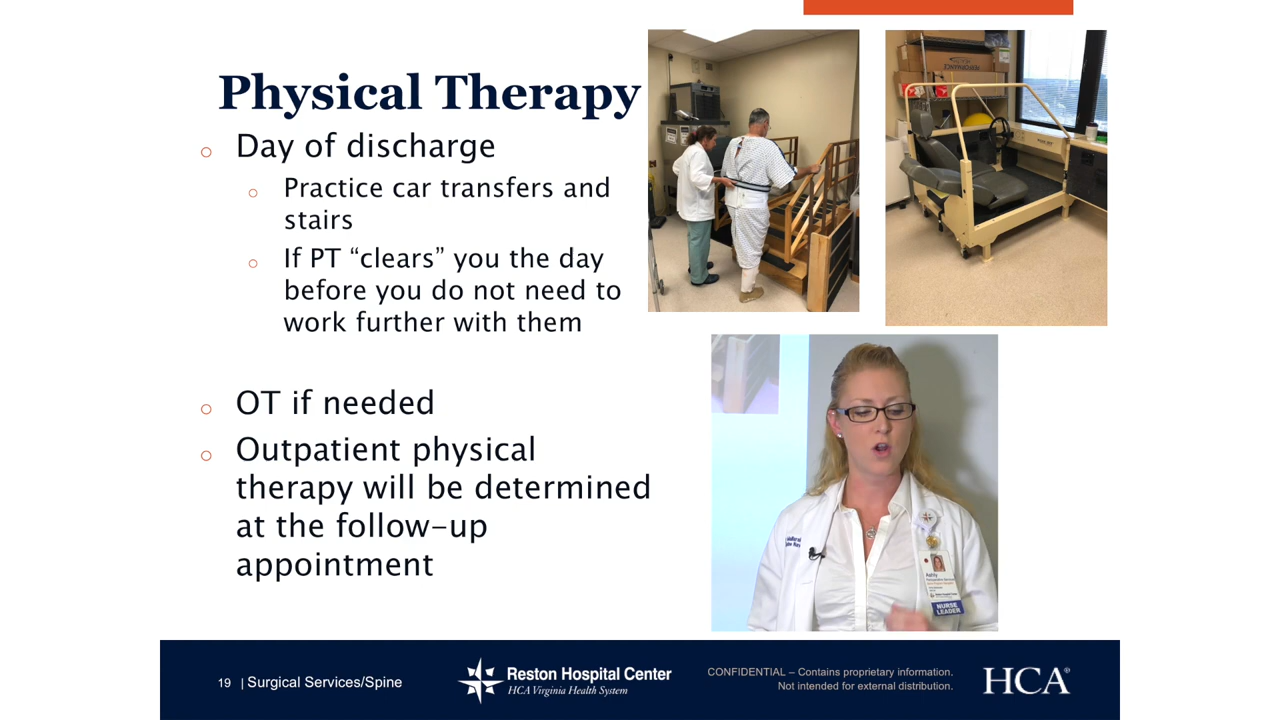 Physical Therapy
Day of discharge
Practice car transfers and
stairs
If PT “clears” you the day
before you do not need to
work further with them
OT if needed
Outpatient physical
therapy will be determined
at the follow-up
appointment
Ashly
NURSE
LEADER
19 | Surgical Services/Spine
Reston Hospital Center
HCA Virginia Health System
CONFIDENTIAL – Contains proprietary information.
Not intended for external distribution.
HCA®